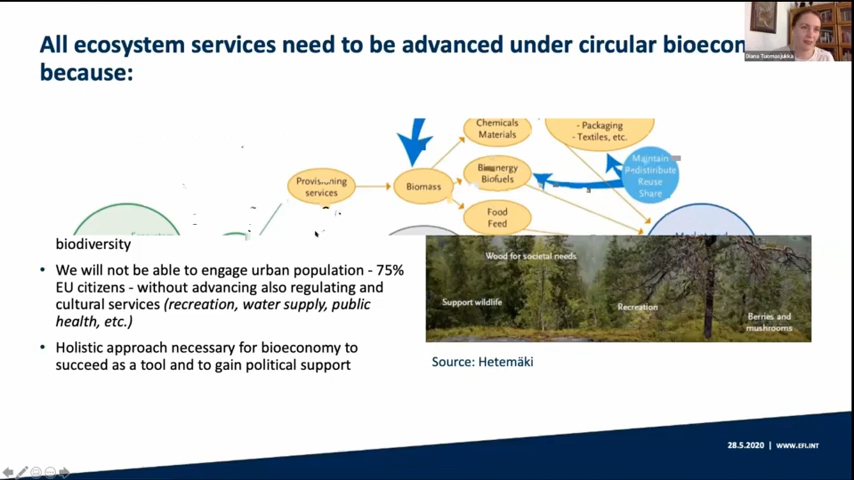 All ecosystem services need to be advanced under circular bioecon
because:
Diana Tuomasjukka
Chemicals
Materials
- Packaging
- Textiles, etc.
Provisioning
services
Biomass
Bioenergy
Biofuels
Maintain
Redistribute
Reuse
Share
Food
Feed
biodiversity
• We will not be able to engage urban population - 75%
EU citizens - without advancing also regulating and
cultural services (recreation, water supply, public
health, etc.)
• Holistic approach necessary for bioeconomy to
succeed as a tool and to gain political support
Wood for societal needs
Support wildlife
Recreation
Berries and
mushrooms
Source: Hetemäki
28.5.2020 | WWW.EFI.INT